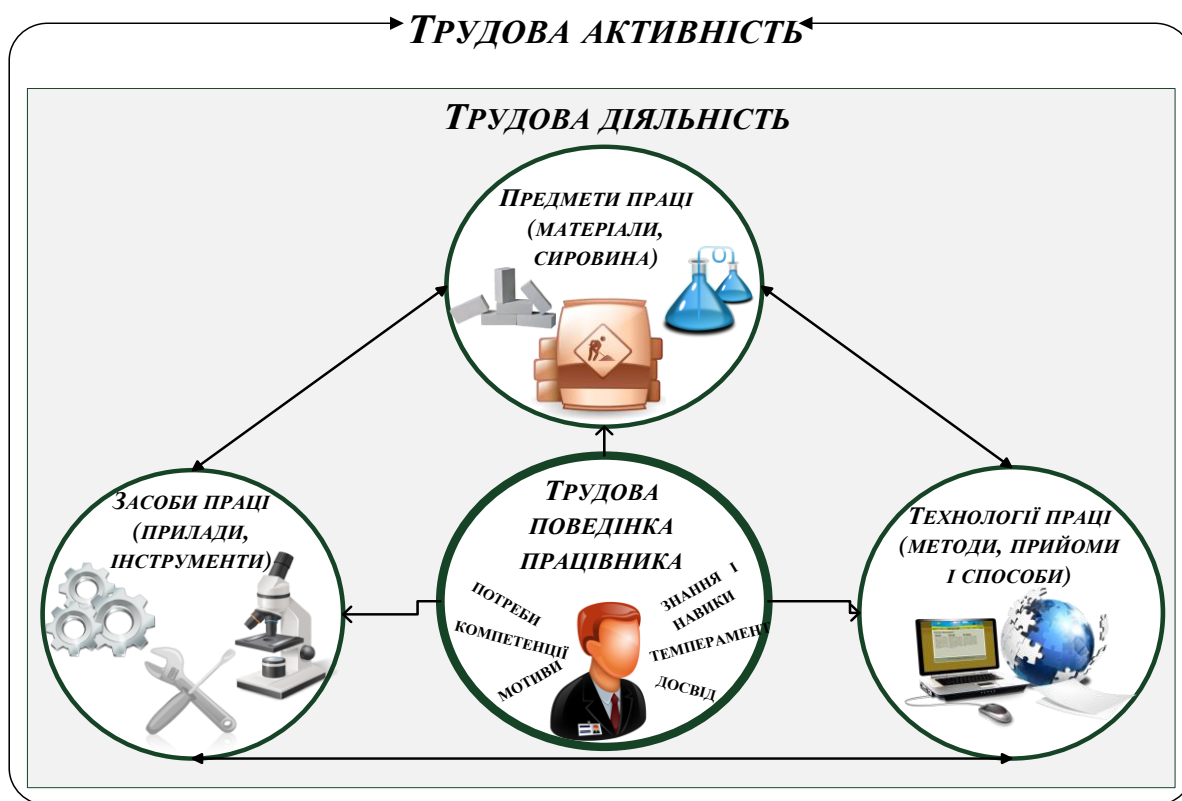 ТРУДОВА АКТИВНІСТЬ
ТРУДОВА ДІЯЛЬНІСТЬ
ПРЕДМЕТИ ПРАЦІ
(МАТЕРІАЛИ,
СИРОВИНА)
ЗАСОБИ ПРАЦІ
(ПРИЛАДИ,
ІНСТРУМЕНТИ)
ТРУДОВА
ПОВЕДІНКА
ПРАЦІВНИКА
ПОТРЕБИ
КОМПЕТЕНЦІЇ
МОТИВИ
ЗНАННЯ І
НАВИКИ
ТЕМПЕРАМЕНТ
ДОСВІД
ТЕХНОЛОГІЇ ПРАЦІ
(МЕТОДИ, ПРИЙОМИ
І СПОСОБИ)